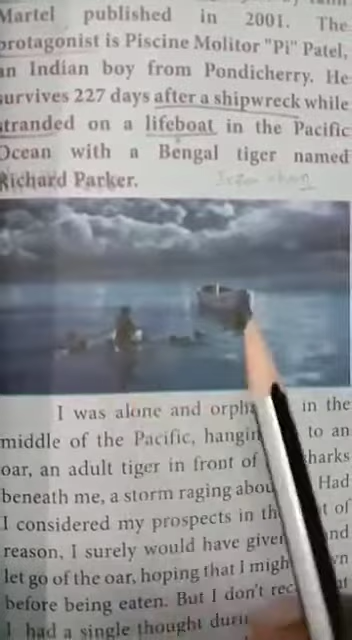 Martel published in 2001. The
protagonist is Piscine Molitor "Pi" Patel,
an Indian boy from Pondicherry. He
survives 227 days after a shipwreck while
stranded on a lifeboat in the Pacific
Ocean with a Bengal tiger named
Richard Parker.
I was alone and orph in the
middle of the Pacific, hangin to an
oar, an adult tiger in front of sharks
beneath me, a storm raging abou Had
I considered my prospects in th t of
reason, I surely would have given nd
let go of the oar, hoping that I migh wn
before being eaten. But I don't rec at
I had a single thought durin